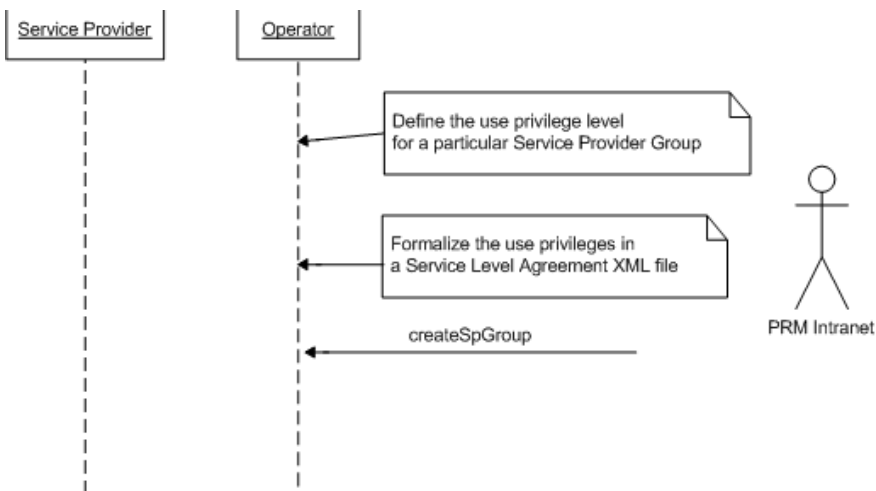 Service Provider
Operator
Define the use privilege level
for a particular Service Provider Group
Formalize the use privileges in
a Service Level Agreement XML file
PRM Intranet
createSpGroup